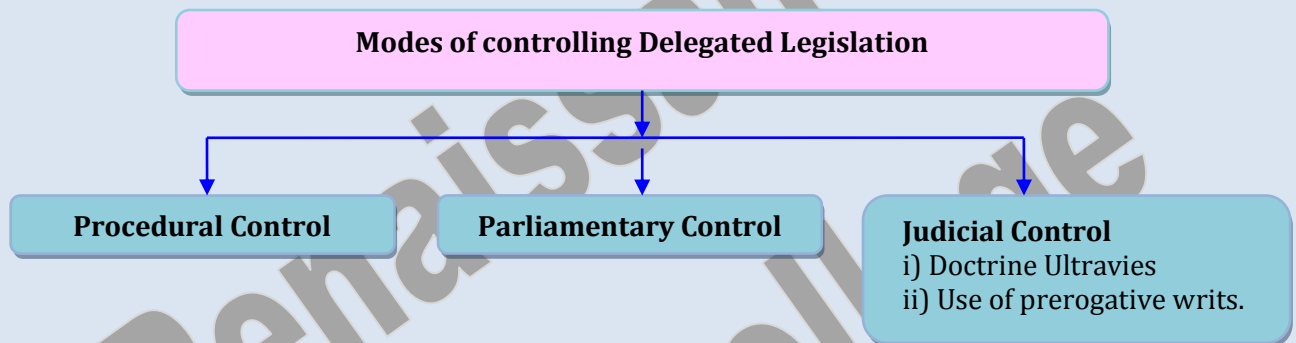 Modes of controlling Delegated Legislation
Procedural Control
Parliamentary Control
Judicial Control
i) Doctrine Ultravies
ii) Use of prerogative writs.